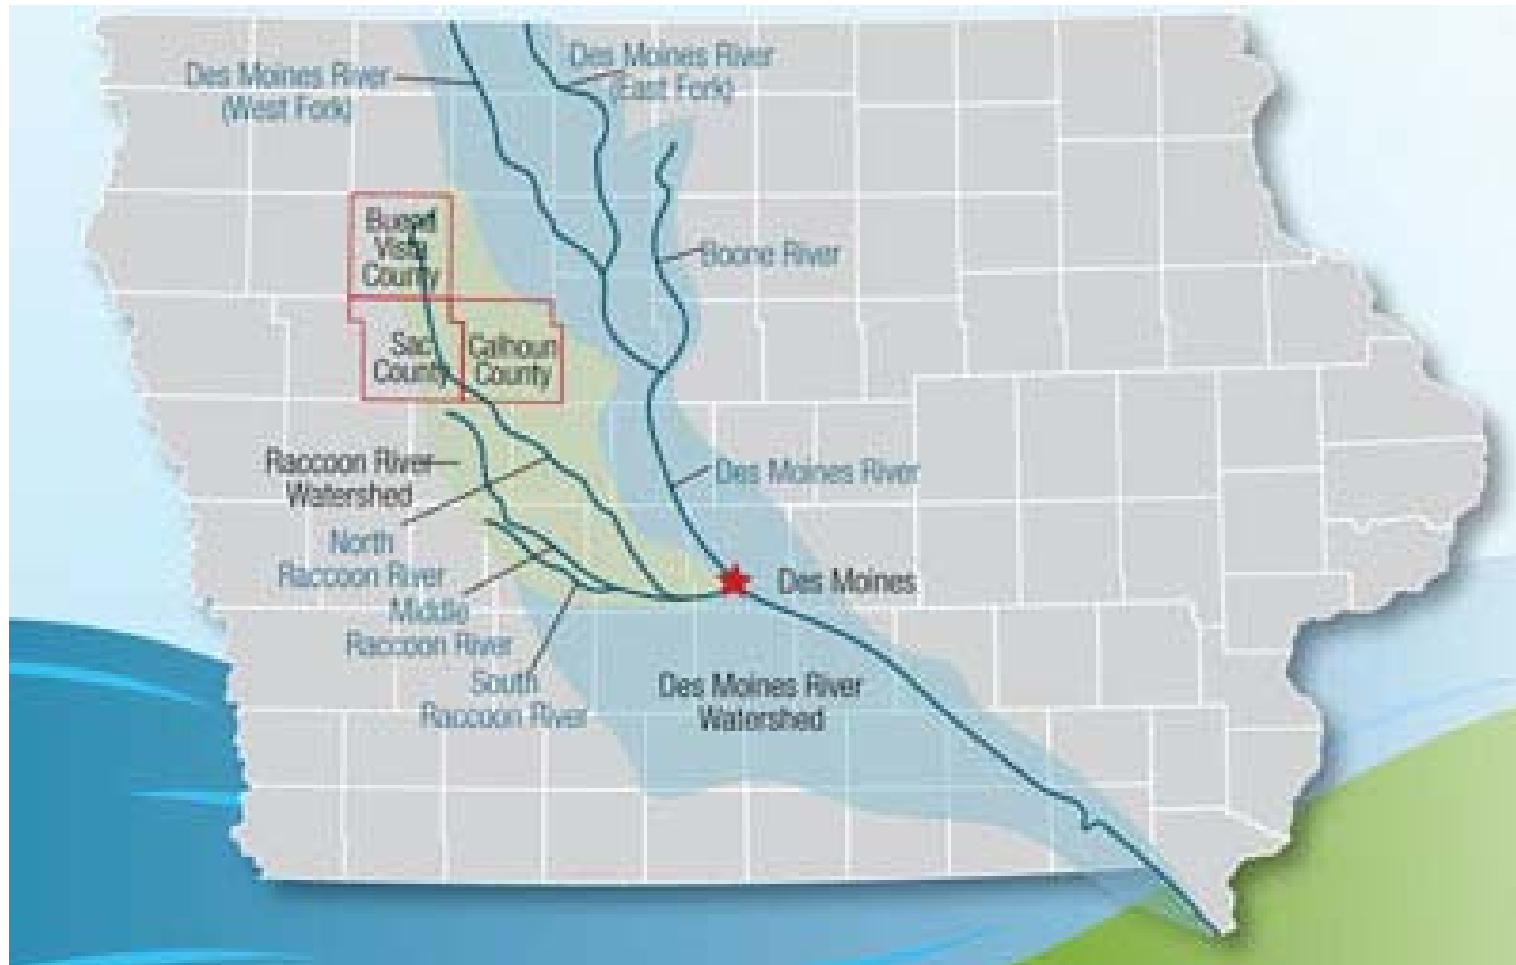 Des Moines River
(West Fork)
Des Moines River
(East Fork)
Buena
Vista
County
Boone River
Sac
County
Calhoun
County
Raccoon River
Watershed
Des Moines River
North
Raccoon River
Des Moines
Middle
Raccoon River
South
Raccoon River
Des Moines River
Watershed